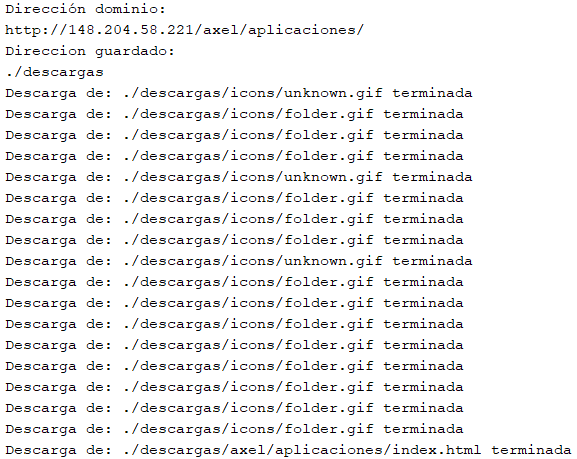 Dirección dominio:
http://148.204.58.221/axel/aplicaciones/
Direccion guardado:
./descargas
Descarga de: ./descargas/icons/unknown.gif terminada
Descarga de: ./descargas/icons/folder.gif terminada
Descarga de: ./descargas/icons/folder.gif terminada
Descarga de: ./descargas/icons/folder.gif terminada
Descarga de: ./descargas/icons/unknown.gif terminada
Descarga de: ./descargas/icons/folder.gif terminada
Descarga de: ./descargas/icons/folder.gif terminada
Descarga de: ./descargas/icons/folder.gif terminada
Descarga de: ./descargas/icons/unknown.gif terminada
Descarga de: ./descargas/icons/folder.gif terminada
Descarga de: ./descargas/icons/folder.gif terminada
Descarga de: ./descargas/icons/folder.gif terminada
Descarga de: ./descargas/icons/folder.gif terminada
Descarga de: ./descargas/icons/folder.gif terminada
Descarga de: ./descargas/icons/folder.gif terminada
Descarga de: ./descargas/icons/folder.gif terminada
Descarga de: ./descargas/icons/folder.gif terminada
Descarga de: ./descargas/axel/aplicaciones/index.html terminada